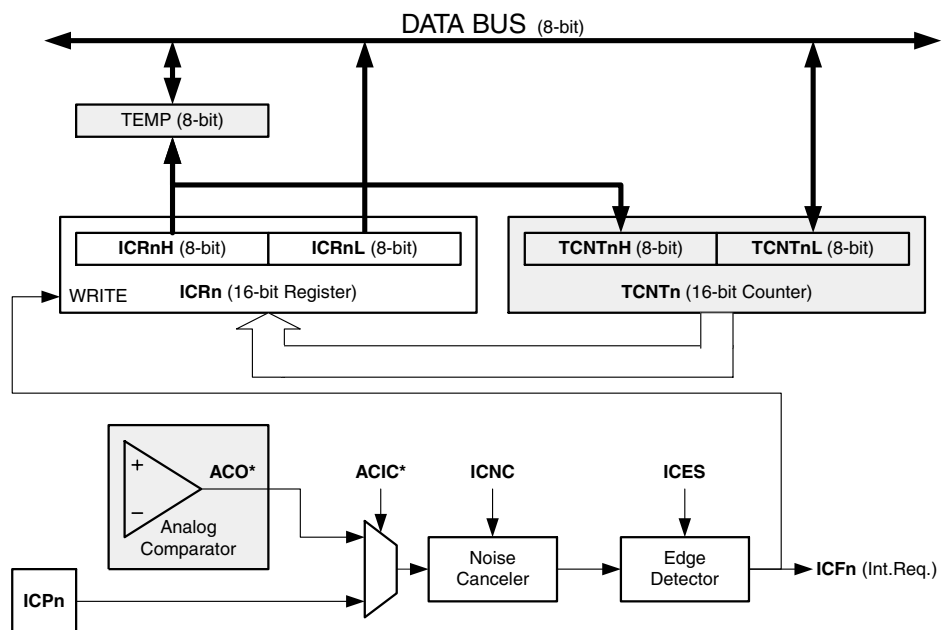 DATA BUS (8-bit)
TEMP (8-bit)
ICRnH (8-bit)
ICRnL (8-bit)
TCNTnH (8-bit)
TCNTnL (8-bit)
WRITE
ICRn (16-bit Register)
TCNTn (16-bit Counter)
+
−
ACO*
Analog
Comparator
ACIC*
ICNC
ICES
Noise
Canceler
Edge
Detector
ICFn (Int.Req.)
ICPn